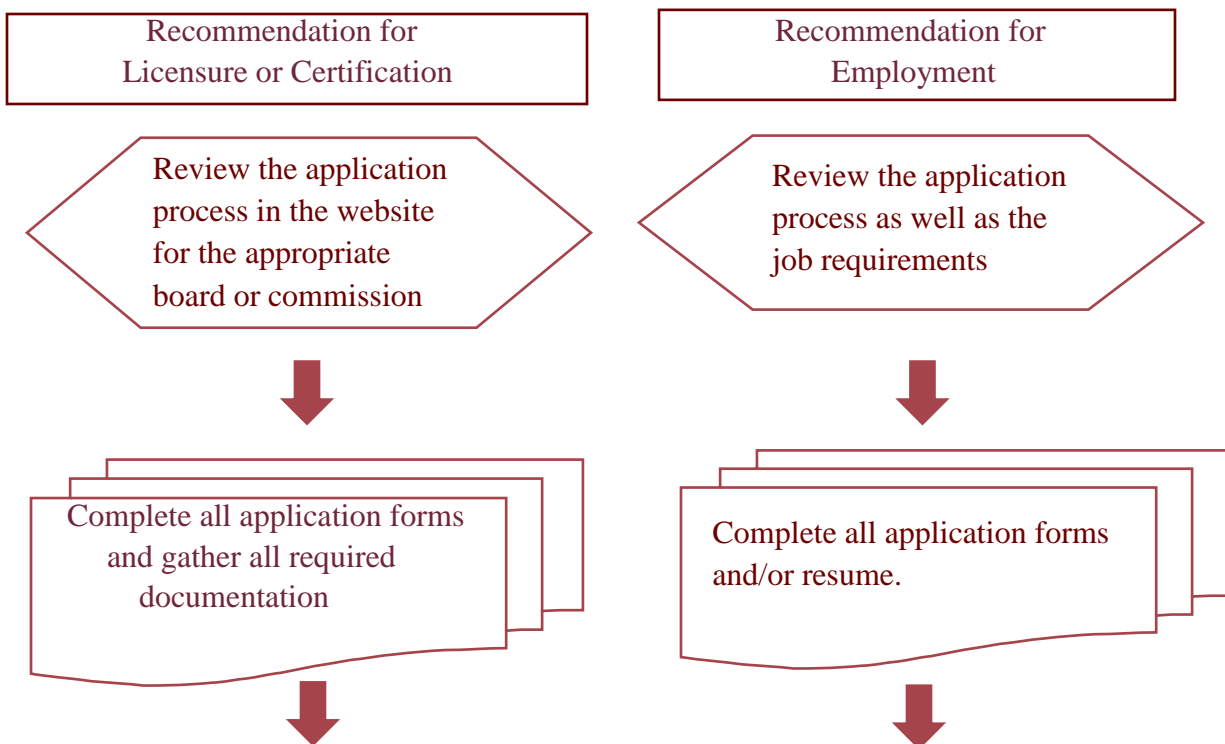 Recommendation for
Licensure or Certification
Recommendation for
Employment
Review the application
process in the website
for the appropriate
board or commission
Review the application
process as well as the
job requirements
Complete all application forms
and gather all required
documentation
Complete all application forms
and/or resume.